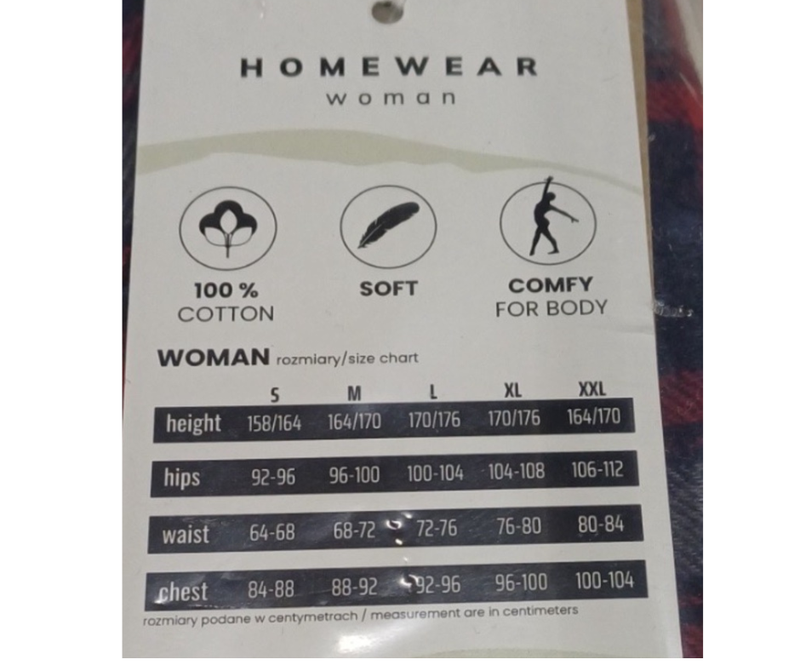 HOMEWEAR
woman
100 % SOFT COMFY
COTTON FOR BODY
WOMAN rozmiary/size chart
S M L XL XXL
height 158/164 164/170 170/176 170/176 164/170
hips 92-96 96-100 100-104 104-108 106-112
waist 64-68 68-72 72-76 76-80 80-84
chest 84-88 88-92 92-96 96-100 100-104
rozmiary podane w centymetrach / measurement are in centimeters